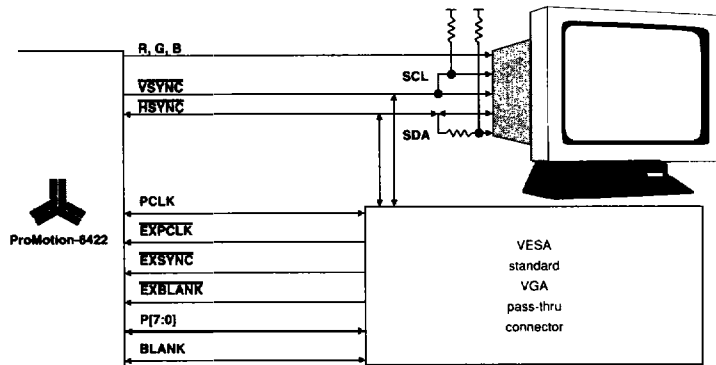 R, G, B
VSYNC
HSYNC
SCL
SDA
ProMotion-6422
PCLK
EXPCLK
EXSYNC
EXBLANK
P[7:0]
BLANK
VESA
standard
VGA
pass-thru
connector